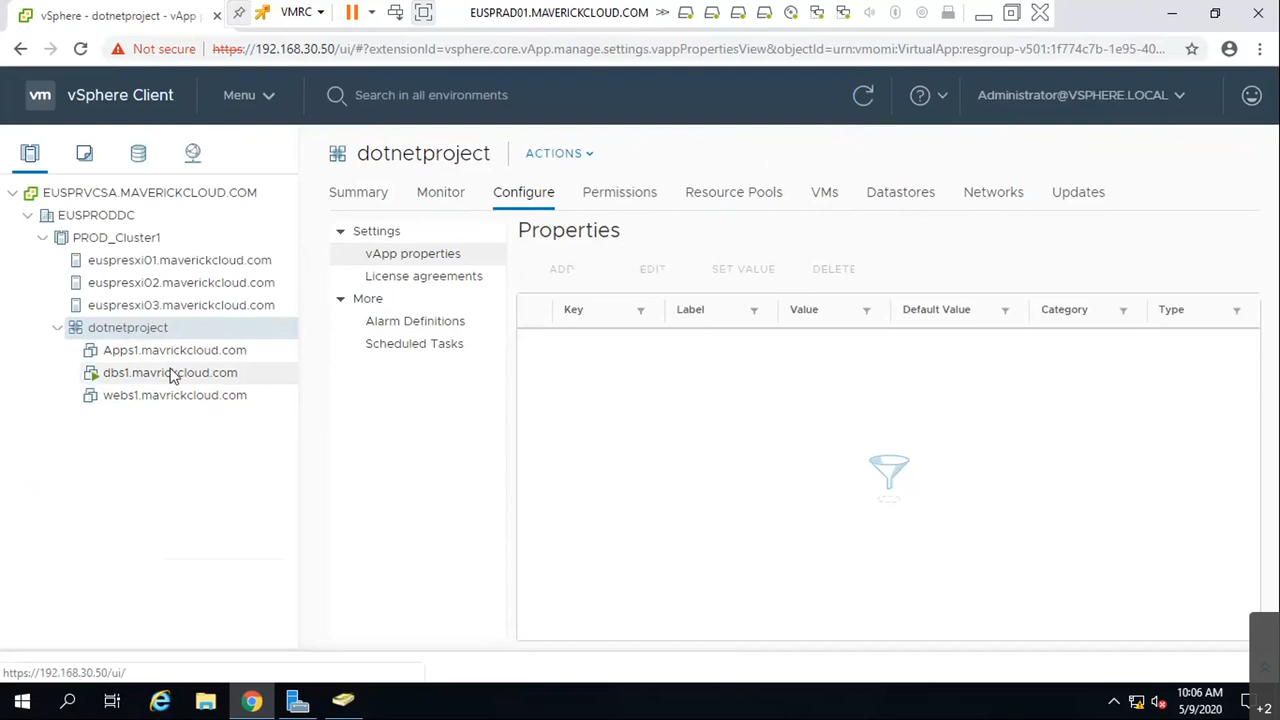 vSphere - dotnetproject - vApp
VMRC
EUSPRAD01.MAVERICKCLOUD.COM
Not secure
https://192.168.30.50/ui/#?extensionId=vsphere.core.vApp.manage.settings.vappPropertiesView&objectId=urn:vmomi:VirtualApp:resgroup-v501:1f774c7b-1e95-40...
vm vSphere Client
Menu
Search in all environments
Administrator@VSPHERE.LOCAL
dotnetproject
ACTIONS
Summary
Monitor
Configure
Permissions
Resource Pools
VMs
Datastores
Networks
Updates
EUSPRVCSA.MAVERICKCLOUD.COM
EUSPRODDC
PROD_Cluster1
euspresxi01.maverickcloud.com
euspresxi02.maverickcloud.com
euspresxi03.maverickcloud.com
dotnetproject
Apps1.mavrickcloud.com
dbs1.mavrickcloud.com
webs1.mavrickcloud.com
Settings
vApp properties
License agreements
More
Alarm Definitions
Scheduled Tasks
Properties
ADD
EDIT
SET VALUE
DELETE
Key
Label
Value
Default Value
Category
Type
https://192.168.30.50/ui/
10:06 AM
5/9/2020
+2